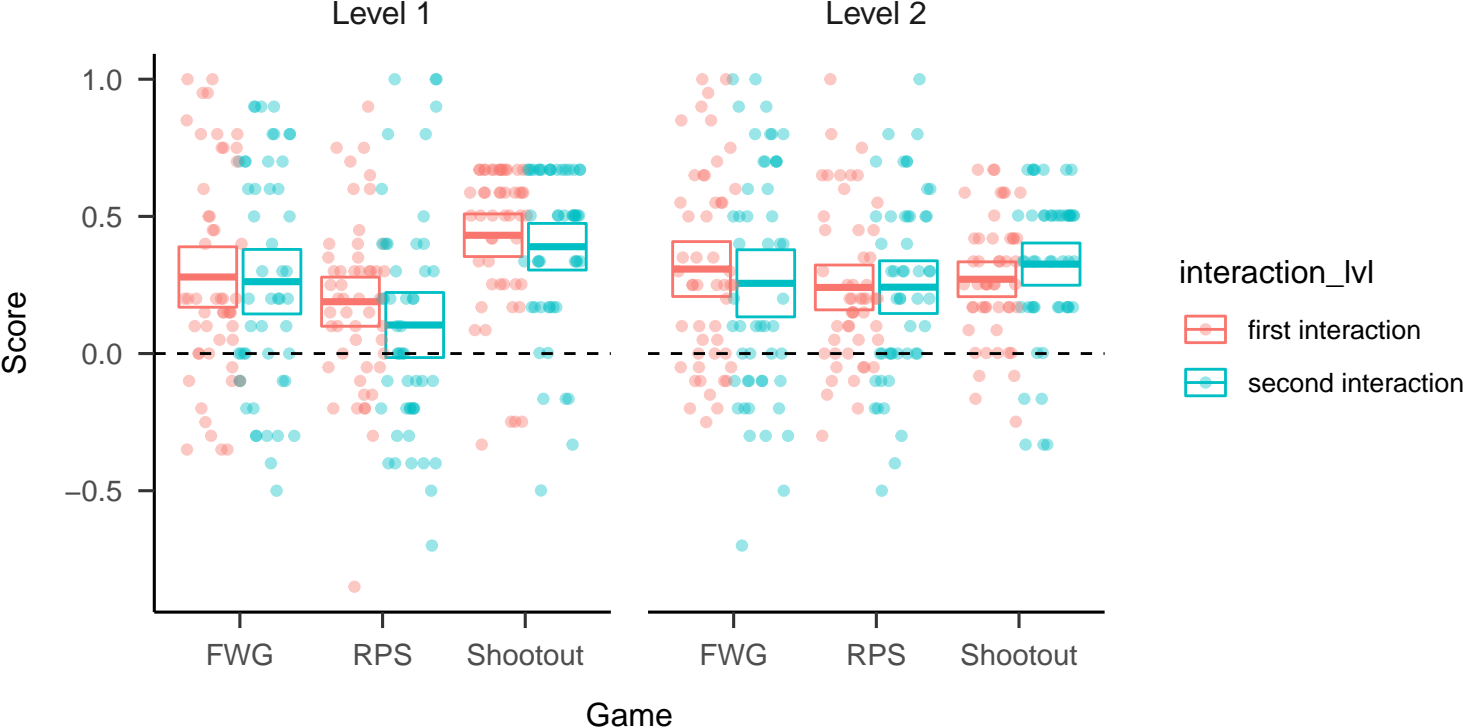 Level 1
Level 2
1.0
0.5
0.0
−0.5
Score
FWG
RPS
Shootout
FWG
RPS
Shootout
Game
interaction_lvl
first interaction
second interaction